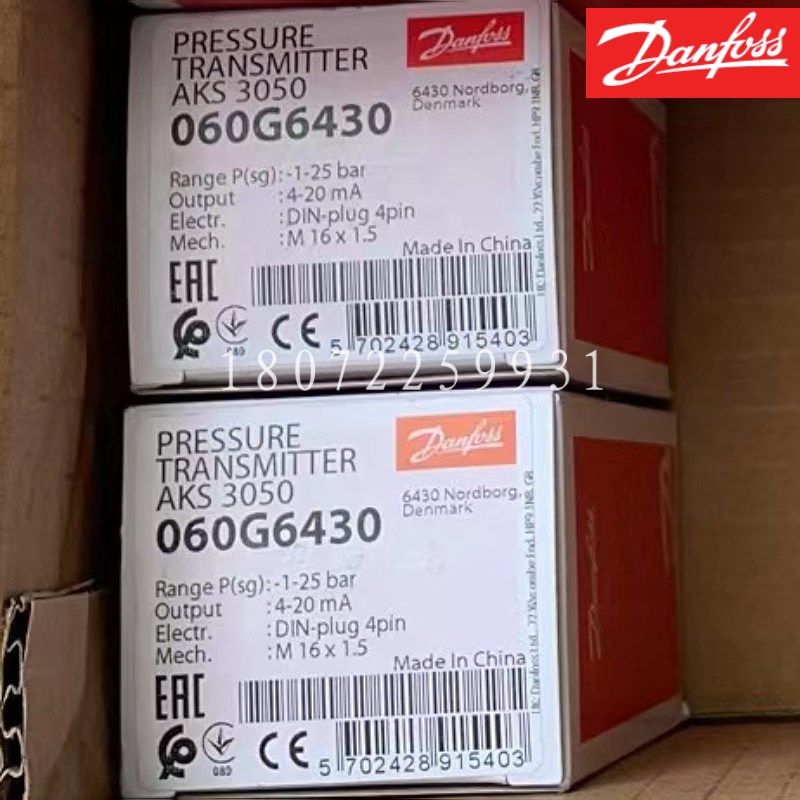 Danfoss
PRESSURE
TRANSMITTER
AKS 3050
060G6430
Danfoss
6430 Nordborg,
Denmark
Range P(sg):-1-25 bar
Output :4-20 mA
Electr. :DIN-plug 4pin
Mech. :M 16 x 1.5
Made In China
EAC
CE
5 702428 915403
18072259931
PRESSURE
TRANSMITTER
AKS 3050
060G6430
Danfoss
6430 Nordborg,
Denmark
Range P(sg):-1-25 bar
Output :4-20 mA
Electr. :DIN-plug 4pin
Mech. :M 16 x 1.5
Made In China
EAC
CE
5 702428 915403
Danfoss